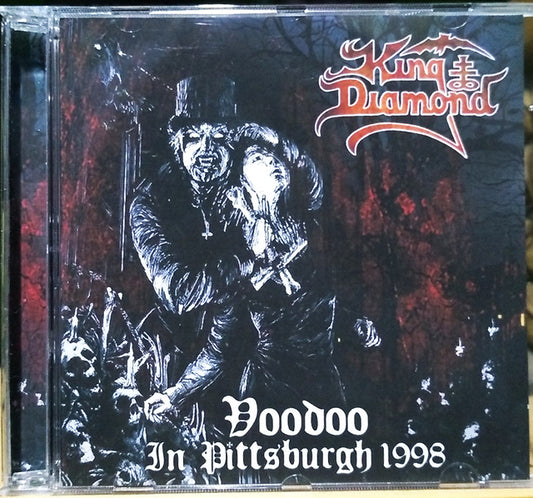 King
Diamond
Voodoo
In Pittsburgh 1998